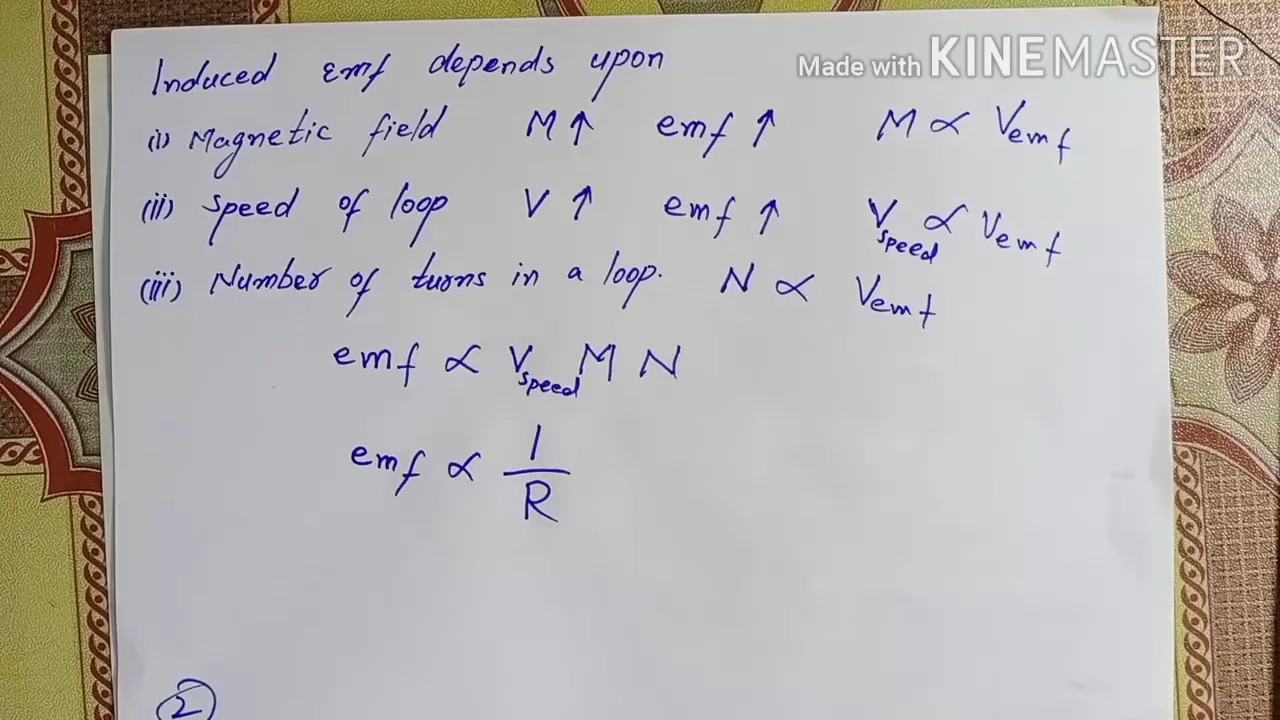 Made with KINEMASTER
Induced emf depends upon
(i) Magnetic field M ↑ emf ↑ M ∝ Vemf
(ii) Speed of loop V ↑ emf ↑ Vspeed ∝ Vemf
(iii) Number of turns in a loop. N ∝ Vemf
emf ∝ Vspeed M N
emf ∝ 1/R
2